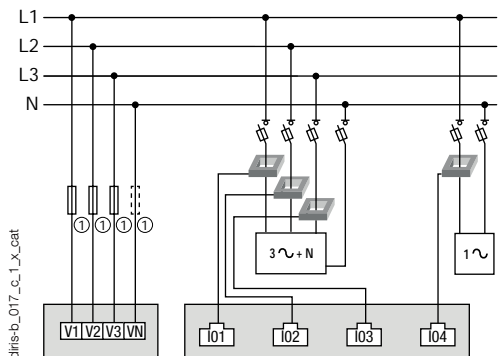 L1
L2
L3
N
① ① ① ①
3∿ + N
1∿
V1 V2 V3 VN
I01 I02 I03 I04
diris-b_017_c_1_x_cat